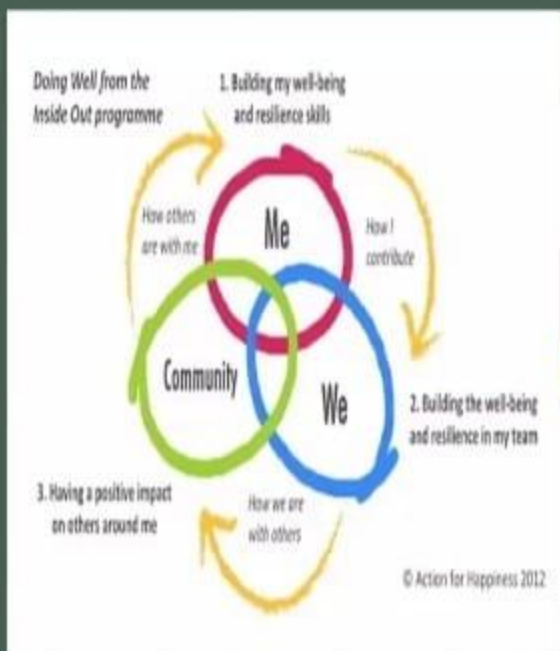 Doing Well from the
Inside Out programme
1. Building my well-being
and resilience skills
How others
are with me
Me
How I
contribute
Community
We
2. Building the well-being
and resilience in my team
3. Having a positive impact
on others around me
How we are
with others
© Action for Happiness 2012